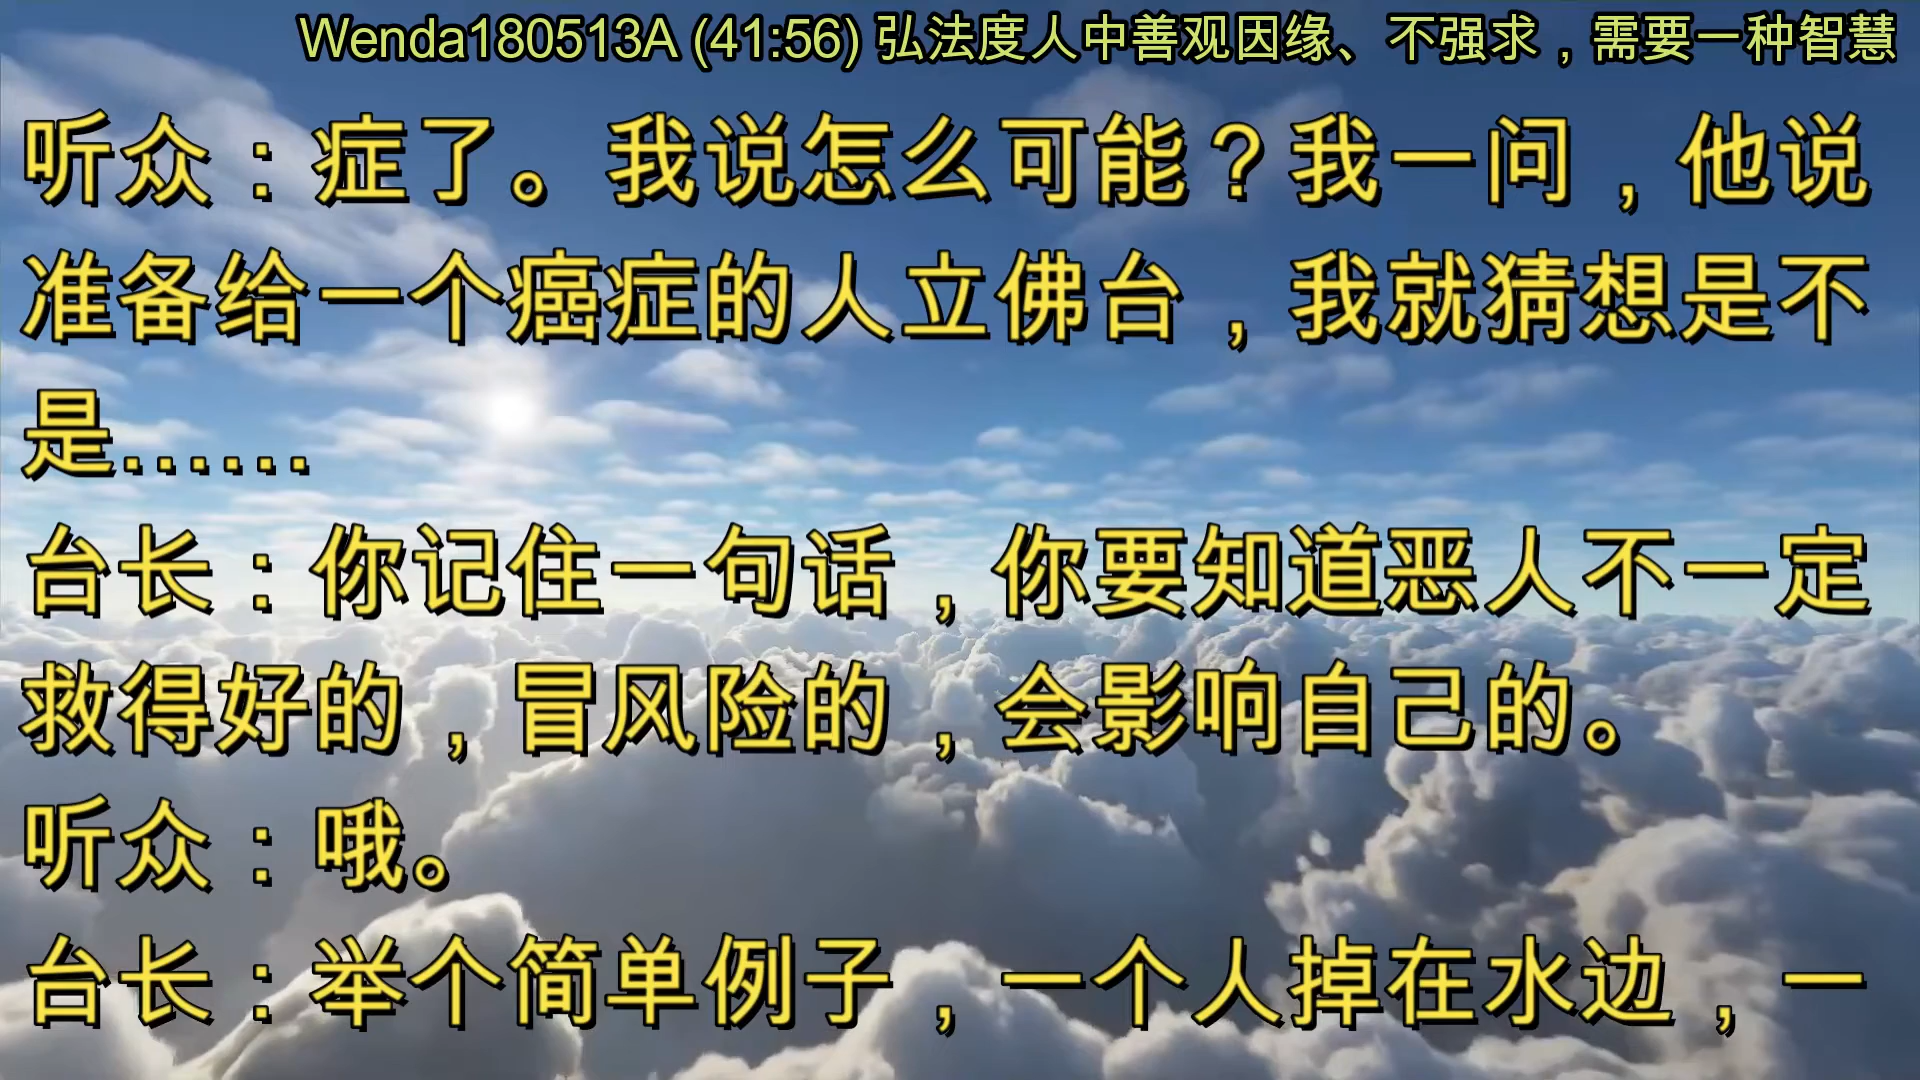 Wenda180513A (41:56) 弘法度人中善观因缘、不强求，需要一种智慧
听众：症了。我说怎么可能？我一问，他说
准备给一个癌症的人立佛台，我就猜想是不
是……
台长：你记住一句话，你要知道恶人不一定
救得好的，冒风险的，会影响自己的。
听众：哦。
台长：举个简单例子，一个人掉在水边，一